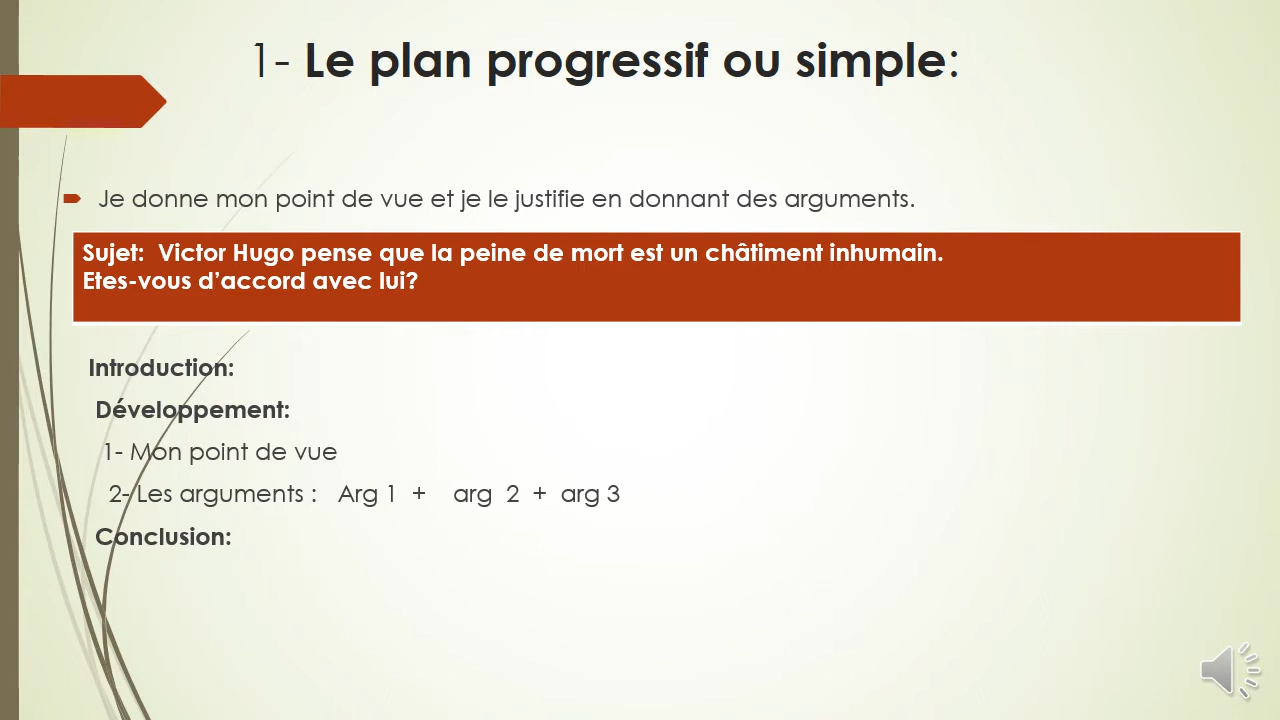 1- Le plan progressif ou simple:
Je donne mon point de vue et je le justifie en donnant des arguments.
Sujet: Victor Hugo pense que la peine de mort est un châtiment inhumain.
Etes-vous d’accord avec lui?
Introduction:
Développement:
1- Mon point de vue
2- Les arguments : Arg 1 + arg 2 + arg 3
Conclusion: